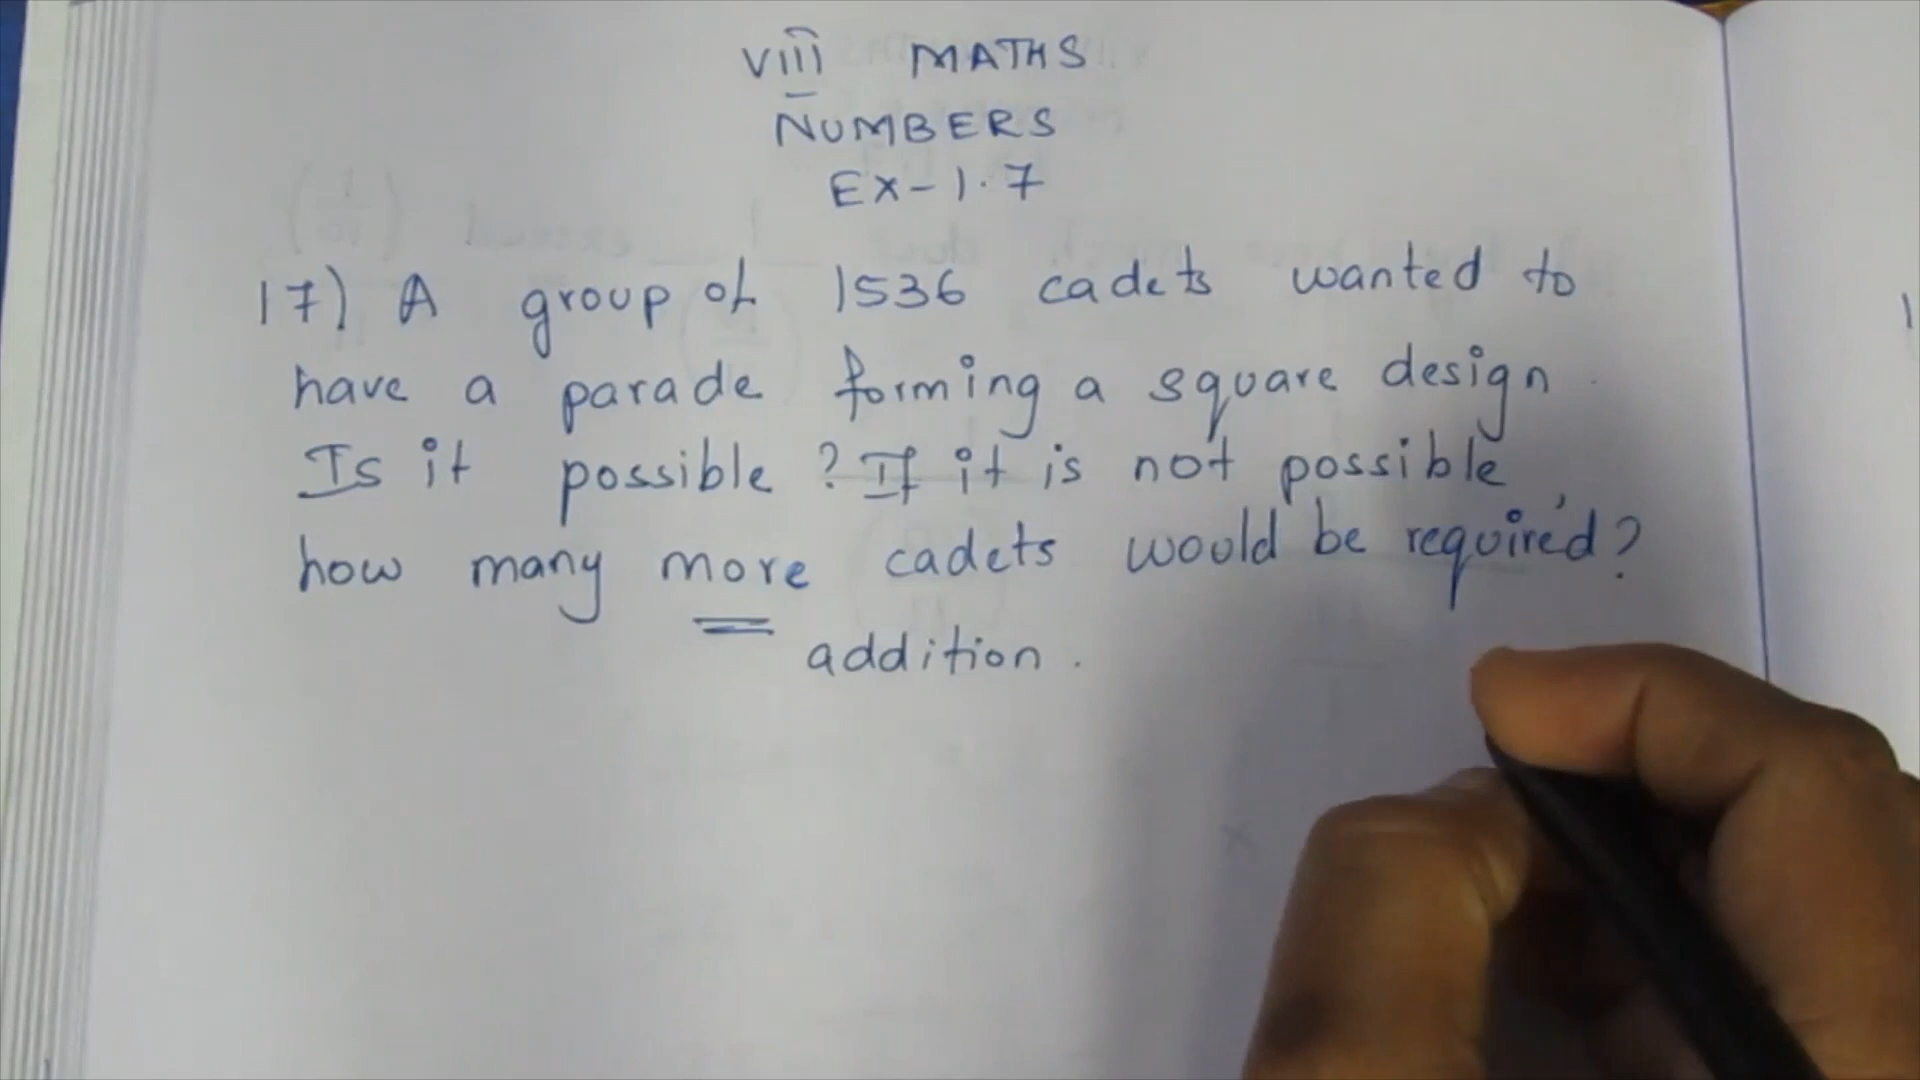 VIII MATHS
NUMBERS
EX-1.7
17) A group of 1536 cadets wanted to
have a parade forming a square design.
Is it possible? If it is not possible,
how many more cadets would be required?
addition.